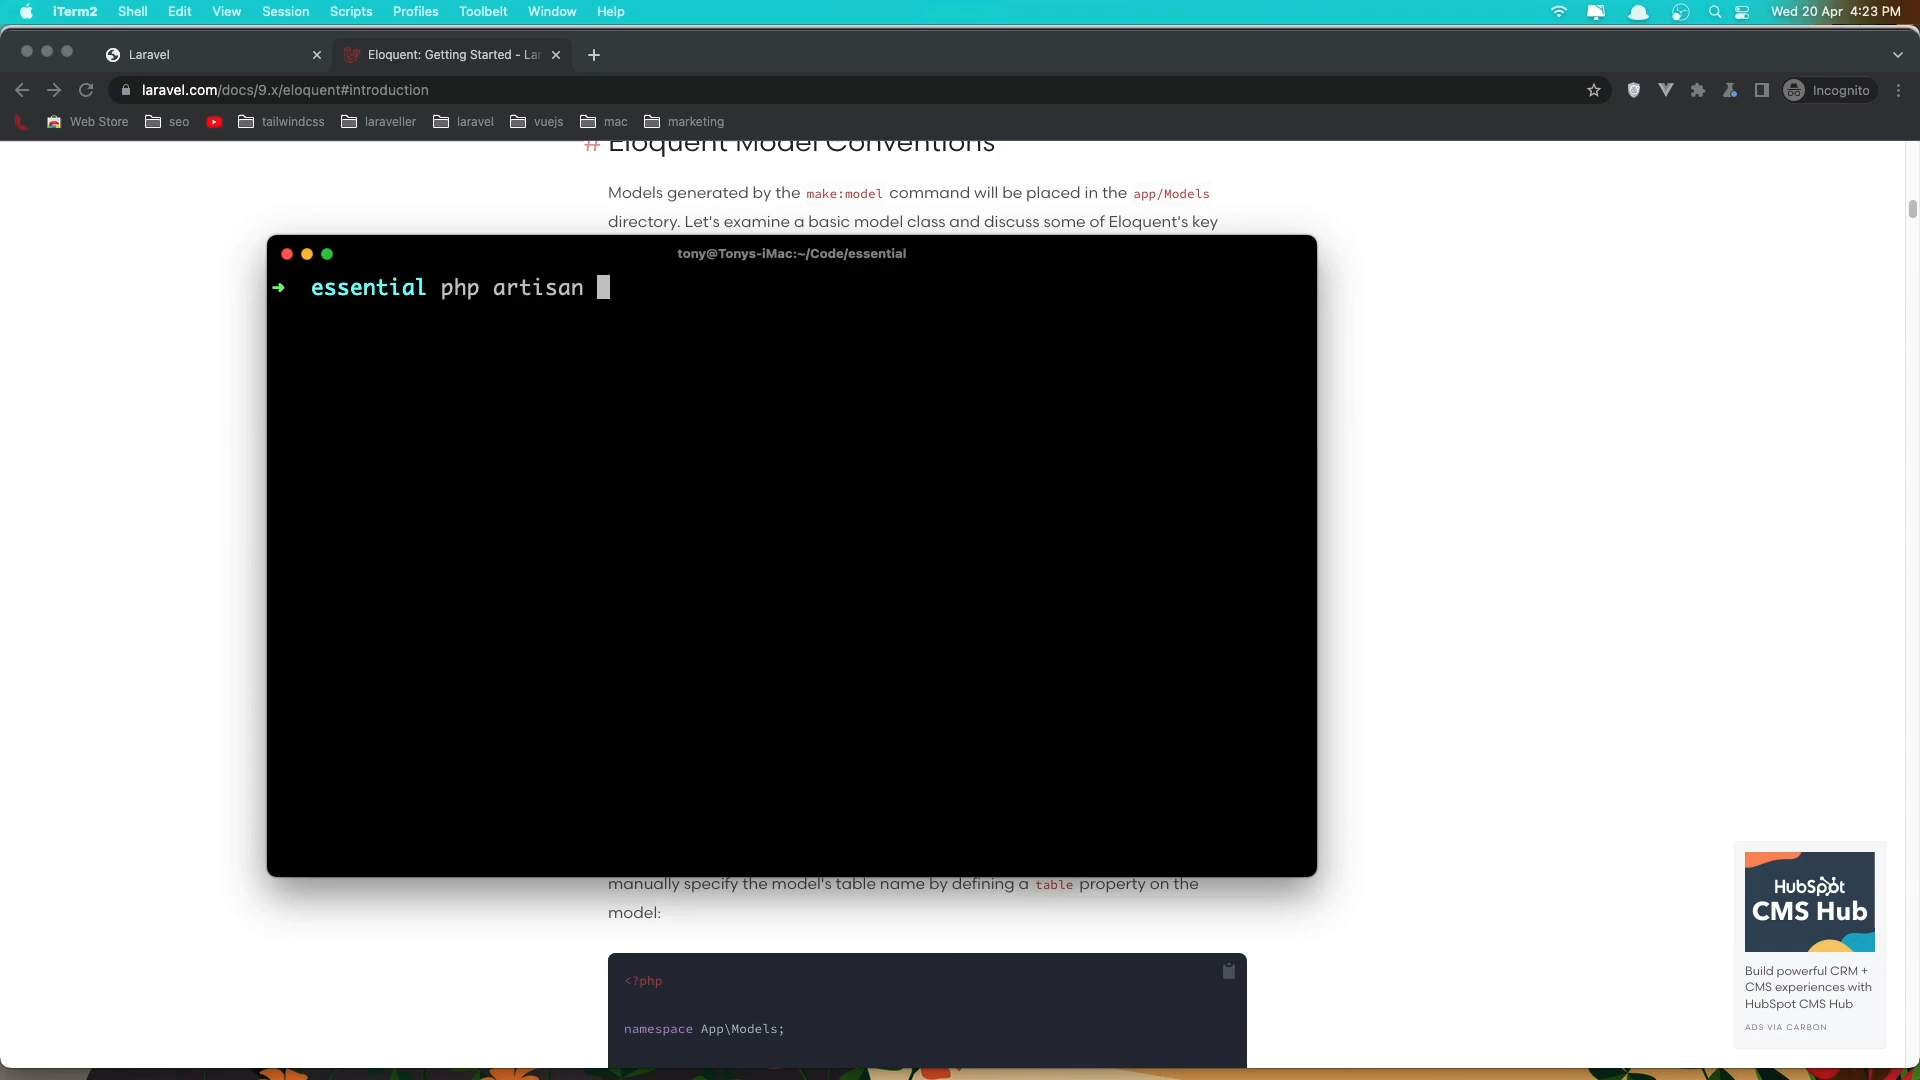 iTerm2 Shell Edit View Session Scripts Profiles Toolbelt Window Help Wed 20 Apr 4:23 PM
Laravel Eloquent: Getting Started - Lar
laravel.com/docs/9.x/eloquent#introduction Incognito
Web Store seo tailwindcss laraveller laravel vuejs mac marketing
# Eloquent Model Conventions
Models generated by the make:model command will be placed in the app/Models
directory. Let's examine a basic model class and discuss some of Eloquent's key
tony@Tonys-iMac:~/Code/essential
➜ essential php artisan
manually specify the model's table name by defining a table property on the
model:
<?php
namespace App\Models;
HubSpot
CMS Hub
Build powerful CRM +
CMS experiences with
HubSpot CMS Hub
ADS VIA CARBON